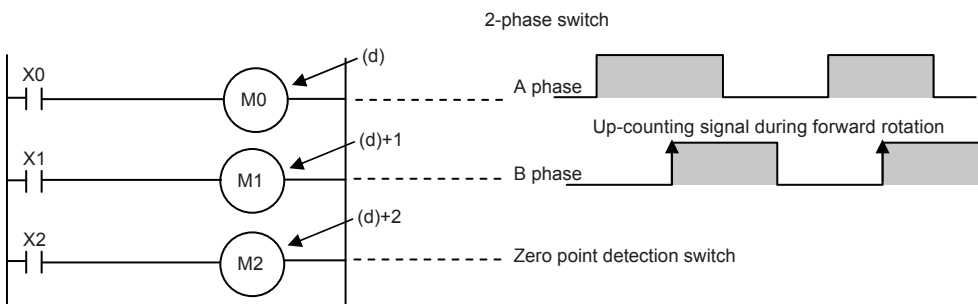 2-phase switch
X0
M0
(d)
A phase
Up-counting signal during forward rotation
X1
M1
(d)+1
B phase
X2
M2
(d)+2
Zero point detection switch